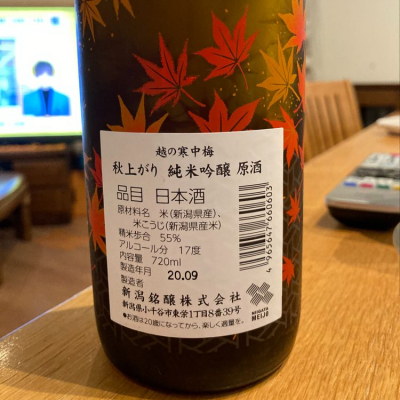 越の寒中梅
秋上がり 純米吟醸 原酒
品目 日本酒
原材料名 米(新潟県産)、
米こうじ(新潟県産米)
精米歩合 55%
アルコール分 17度
内容量 720ml
製造年月 20.09
製造者
新潟銘醸株式会社
新潟県小千谷市東栄1丁目8番39号
●お酒は20歳になってから、楽しく適量を。
NIIGATA
MEIJO
4965647660603